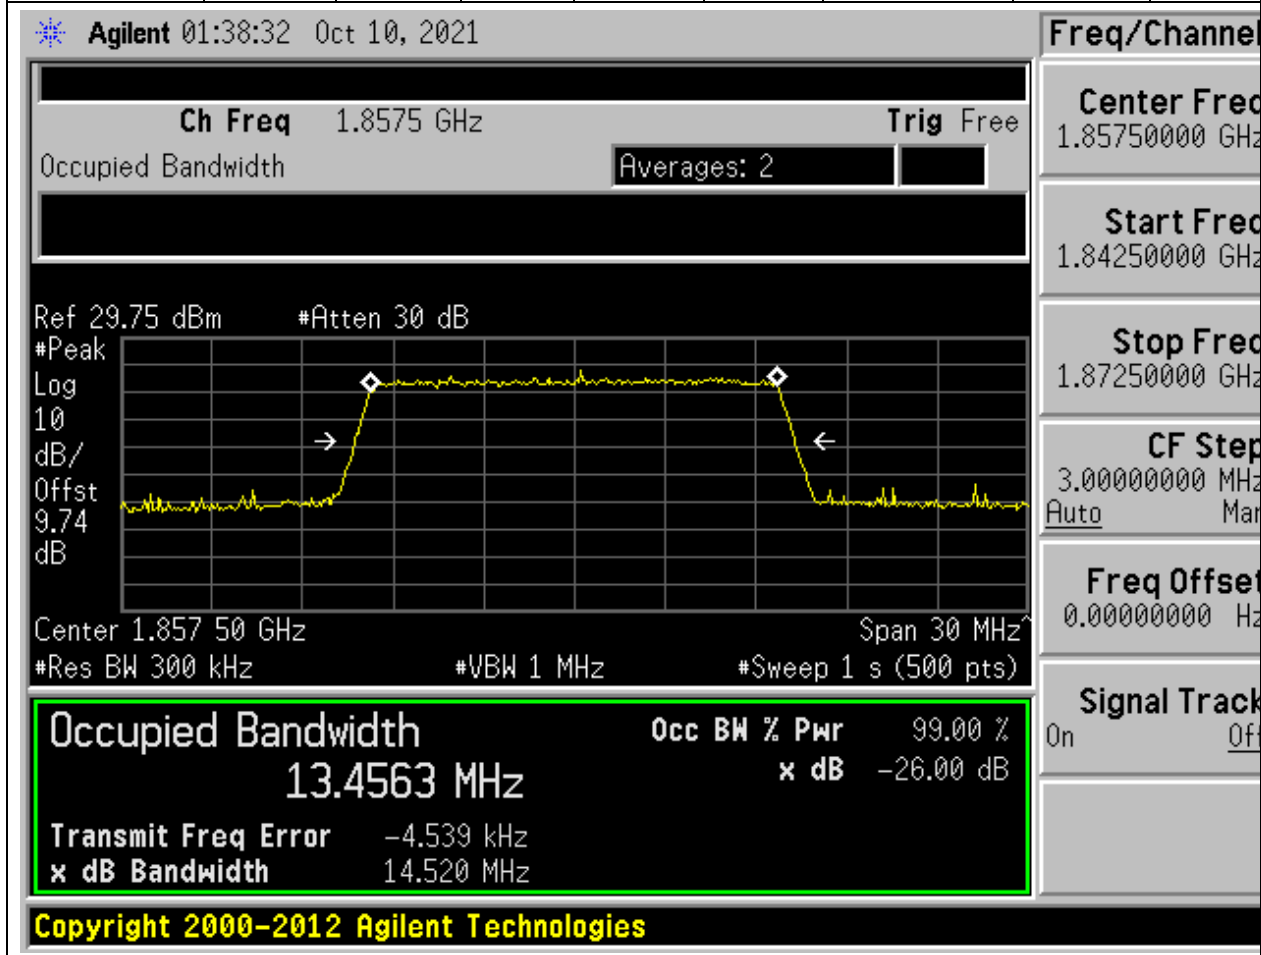 Agilent 01:38:32 Oct 10, 2021
Freq/Channel
Ch Freq 1.8575 GHz Trig Free
Occupied Bandwidth Averages: 2
Center Freq
1.85750000 GHz
Start Freq
1.84250000 GHz
Stop Freq
1.87250000 GHz
CF Step
3.00000000 MHz
Auto Man
Freq Offset
0.00000000 Hz
Signal Track
On Off
Ref 29.75 dBm #Atten 30 dB
#Peak
Log
10
dB/
Offst
9.74
dB
Center 1.857 50 GHz Span 30 MHz^
#Res BW 300 kHz #VBW 1 MHz #Sweep 1 s (500 pts)
Occupied Bandwidth Occ BW % Pwr 99.00 %
13.4563 MHz x dB -26.00 dB
Transmit Freq Error -4.539 kHz
x dB Bandwidth 14.520 MHz
Copyright 2000-2012 Agilent Technologies